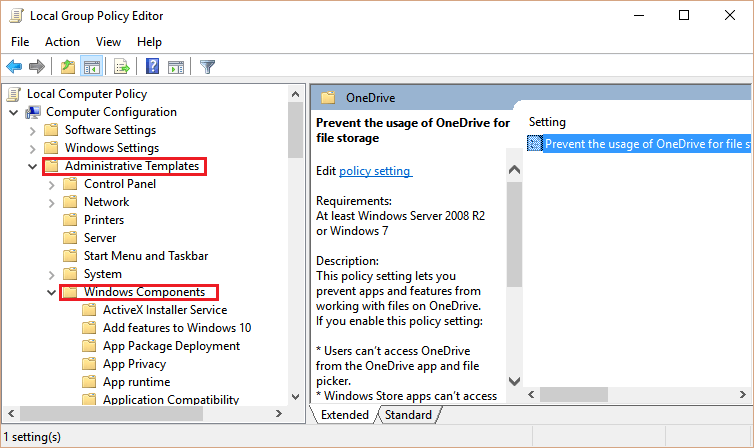 Local Group Policy Editor
File Action View Help
Local Computer Policy
Computer Configuration
Software Settings
Windows Settings
Administrative Templates
Control Panel
Network
Printers
Server
Start Menu and Taskbar
System
Windows Components
ActiveX Installer Service
Add features to Windows 10
App Package Deployment
App Privacy
App runtime
Application Compatibility
OneDrive
Prevent the usage of OneDrive for
file storage
Edit policy setting
Requirements:
At least Windows Server 2008 R2
or Windows 7
Description:
This policy setting lets you
prevent apps and features from
working with files on OneDrive.
If you enable this policy setting:
* Users can’t access OneDrive
from the OneDrive app and file
picker.
* Windows Store apps can’t access
Setting
Prevent the usage of OneDrive for file s
Extended Standard
1 setting(s)